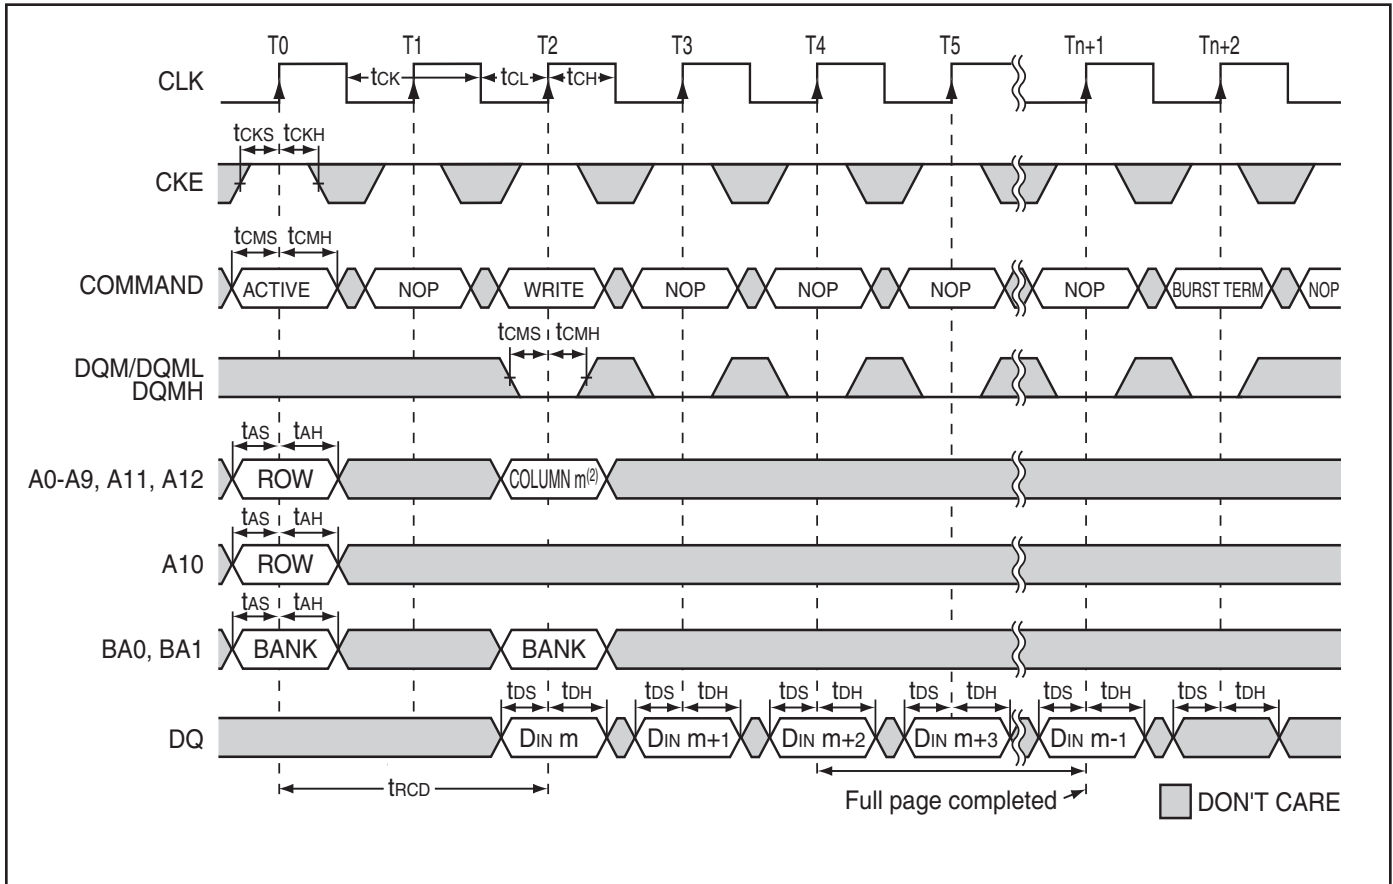 T0 T1 T2 T3 T4 T5 Tn+1 Tn+2
CLK tCK tCL tCH
tCKS tCKH
CKE
tCMS tCMH
COMMAND ACTIVE NOP WRITE NOP NOP NOP NOP BURST TERM NOP
tCMS tCMH
DQM/DQML
DQMH
tAS tAH
A0-A9, A11, A12 ROW COLUMN m(2)
tAS tAH
A10 ROW
tAS tAH
BA0, BA1 BANK BANK
tDS tDH tDS tDH tDS tDH tDS tDH tDS tDH tDS tDH
DQ DIN m DIN m+1 DIN m+2 DIN m+3 DIN m-1
tRCD
Full page completed
DON'T CARE